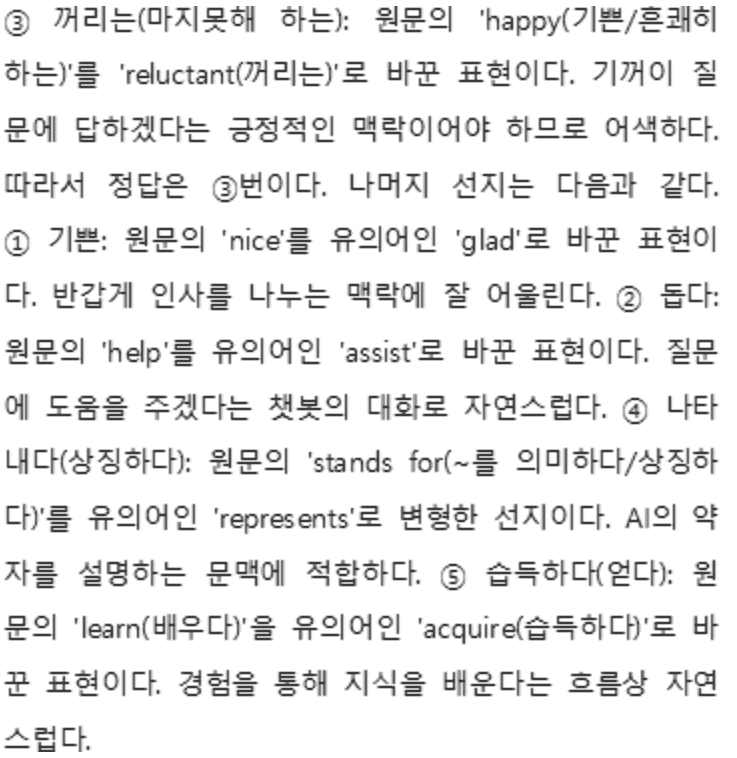 ③ 꺼리는(마지못해 하는): 원문의 'happy(기쁜/흔쾌히
하는)'를 'reluctant(꺼리는)'로 바꾼 표현이다. 기꺼이 질
문에 답하겠다는 긍정적인 맥락이어야 하므로 어색하다.
따라서 정답은 ③번이다. 나머지 선지는 다음과 같다.
① 기쁜: 원문의 'nice'를 유의어인 'glad'로 바꾼 표현이
다. 반갑게 인사를 나누는 맥락에 잘 어울린다. ② 돕다:
원문의 'help'를 유의어인 'assist'로 바꾼 표현이다. 질문
에 도움을 주겠다는 챗봇의 대화로 자연스럽다. ④ 나타
내다(상징하다): 원문의 'stands for(~를 의미하다/상징하
다)'를 유의어인 'represents'로 변형한 선지이다. AI의 약
자를 설명하는 문맥에 적합하다. ⑤ 습득하다(얻다): 원
문의 'learn(배우다)'을 유의어인 'acquire(습득하다)'로 바
꾼 표현이다. 경험을 통해 지식을 배운다는 흐름상 자연
스럽다.